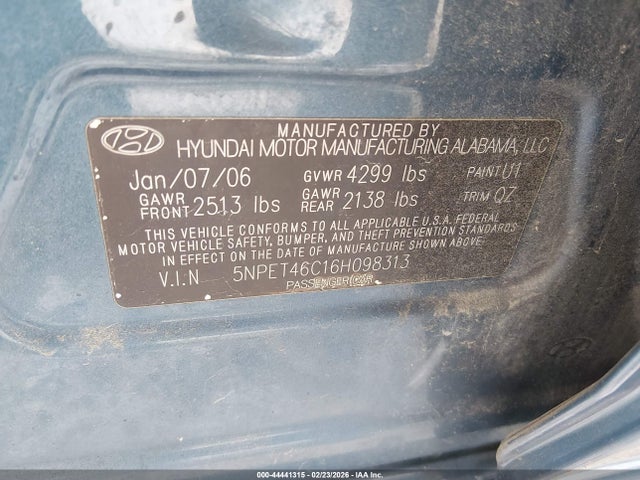 MANUFACTURED BY
HYUNDAI MOTOR MANUFACTURING ALABAMA, LLC
Jan/07/06 GVWR 4299 lbs PAINT U1
GAWR FRONT 2513 lbs GAWR REAR 2138 lbs TRIM QZ
THIS VEHICLE CONFORMS TO ALL APPLICABLE U.S.A. FEDERAL
MOTOR VEHICLE SAFETY, BUMPER, AND THEFT PREVENTION STANDARDS
IN EFFECT ON THE DATE OF MANUFACTURE SHOWN ABOVE.
V.I.N 5NPET46C16H098313
PASSENGER CAR
000-44441315 - 02/23/2026 - IAA Inc.